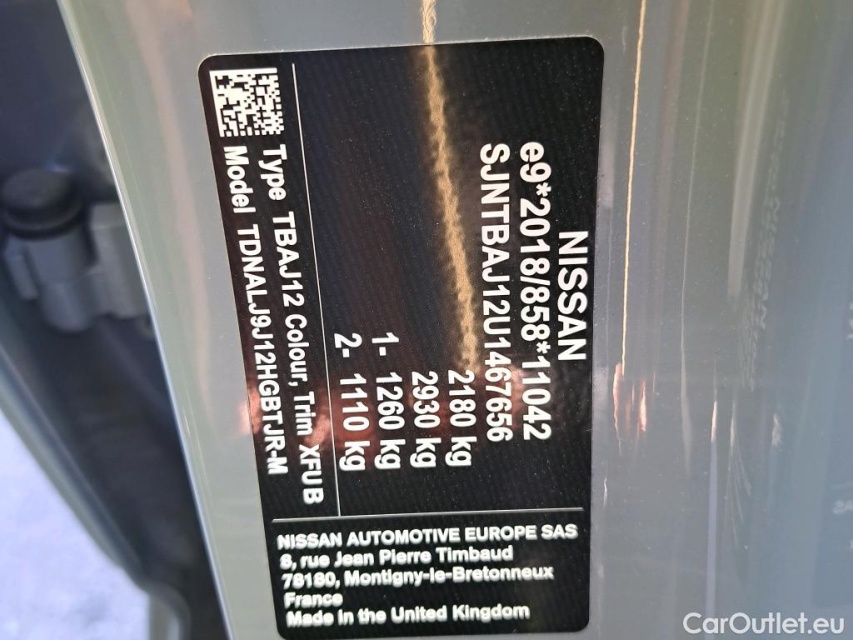 NISSAN
e9*2018/858*11042
SJNTBAJ12U1467656
2180 kg
2930 kg
1- 1260 kg
2- 1110 kg
Type TBAJ12 Colour, Trim XFU B
Model TDNALJ9J12HGBTJR-M
NISSAN AUTOMOTIVE EUROPE SAS
8, rue Jean Pierre Timbaud
78180, Montigny-le-Bretonneux
France
Made in the United Kingdom
CarOutlet.eu